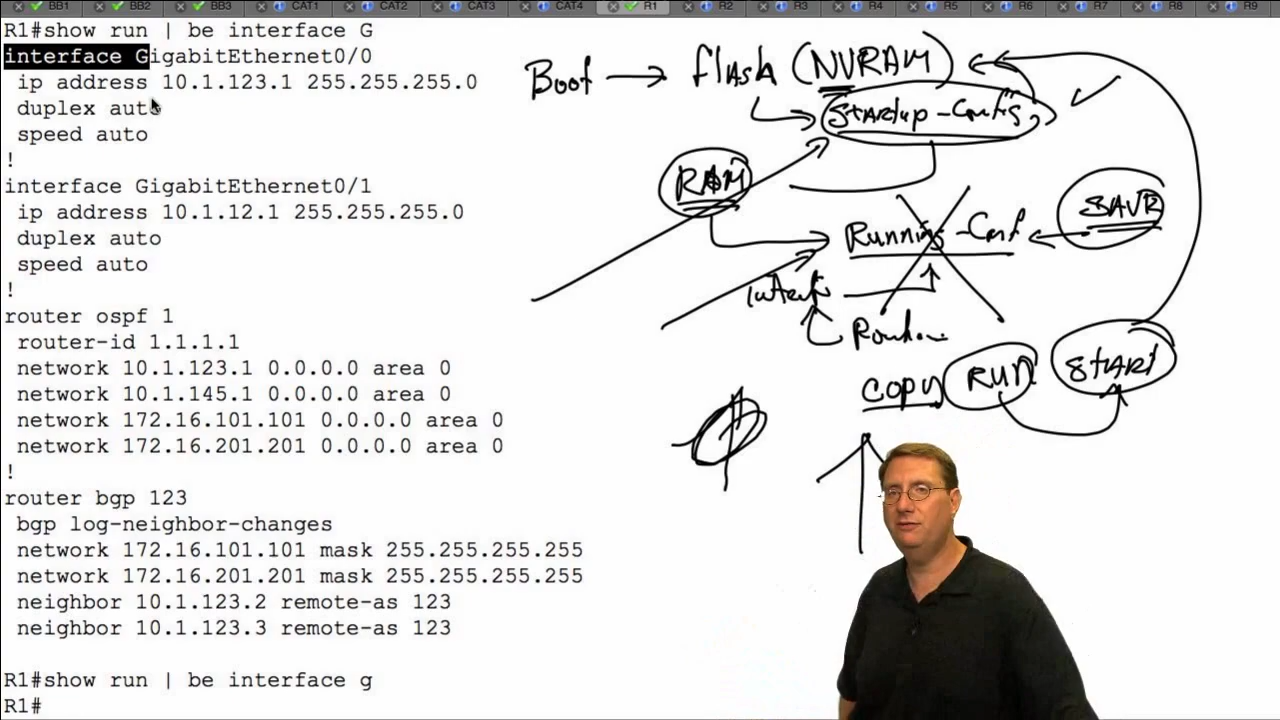 BB1 BB2 BB3 CAT1 CAT2 CAT3 CAT4 R1 R2 R3 R4 R5 R6 R7 R8 R9
R1#show run | be interface G
interface GigabitEthernet0/0
ip address 10.1.123.1 255.255.255.0
duplex auto
speed auto
!
interface GigabitEthernet0/1
ip address 10.1.12.1 255.255.255.0
duplex auto
speed auto
!
router ospf 1
router-id 1.1.1.1
network 10.1.123.1 0.0.0.0 area 0
network 10.1.145.1 0.0.0.0 area 0
network 172.16.101.101 0.0.0.0 area 0
network 172.16.201.201 0.0.0.0 area 0
!
router bgp 123
bgp log-neighbor-changes
network 172.16.101.101 mask 255.255.255.255
network 172.16.201.201 mask 255.255.255.255
neighbor 10.1.123.2 remote-as 123
neighbor 10.1.123.3 remote-as 123
R1#show run | be interface g
R1#
Boot → flash (NVRAM)
startup-config
RAM
Running-Conf
copy RUN START